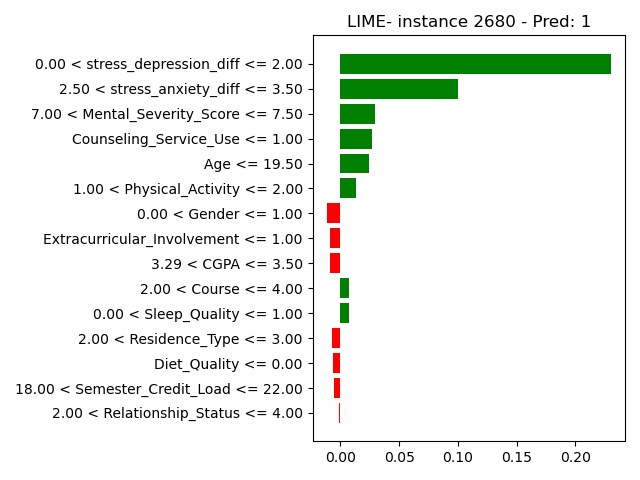 LIME- instance 2680 - Pred: 1
0.00 < stress_depression_diff <= 2.00
2.50 < stress_anxiety_diff <= 3.50
7.00 < Mental_Severity_Score <= 7.50
Counseling_Service_Use <= 1.00
Age <= 19.50
1.00 < Physical_Activity <= 2.00
0.00 < Gender <= 1.00
Extracurricular_Involvement <= 1.00
3.29 < CGPA <= 3.50
2.00 < Course <= 4.00
0.00 < Sleep_Quality <= 1.00
2.00 < Residence_Type <= 3.00
Diet_Quality <= 0.00
18.00 < Semester_Credit_Load <= 22.00
2.00 < Relationship_Status <= 4.00
0.00 0.05 0.10 0.15 0.20